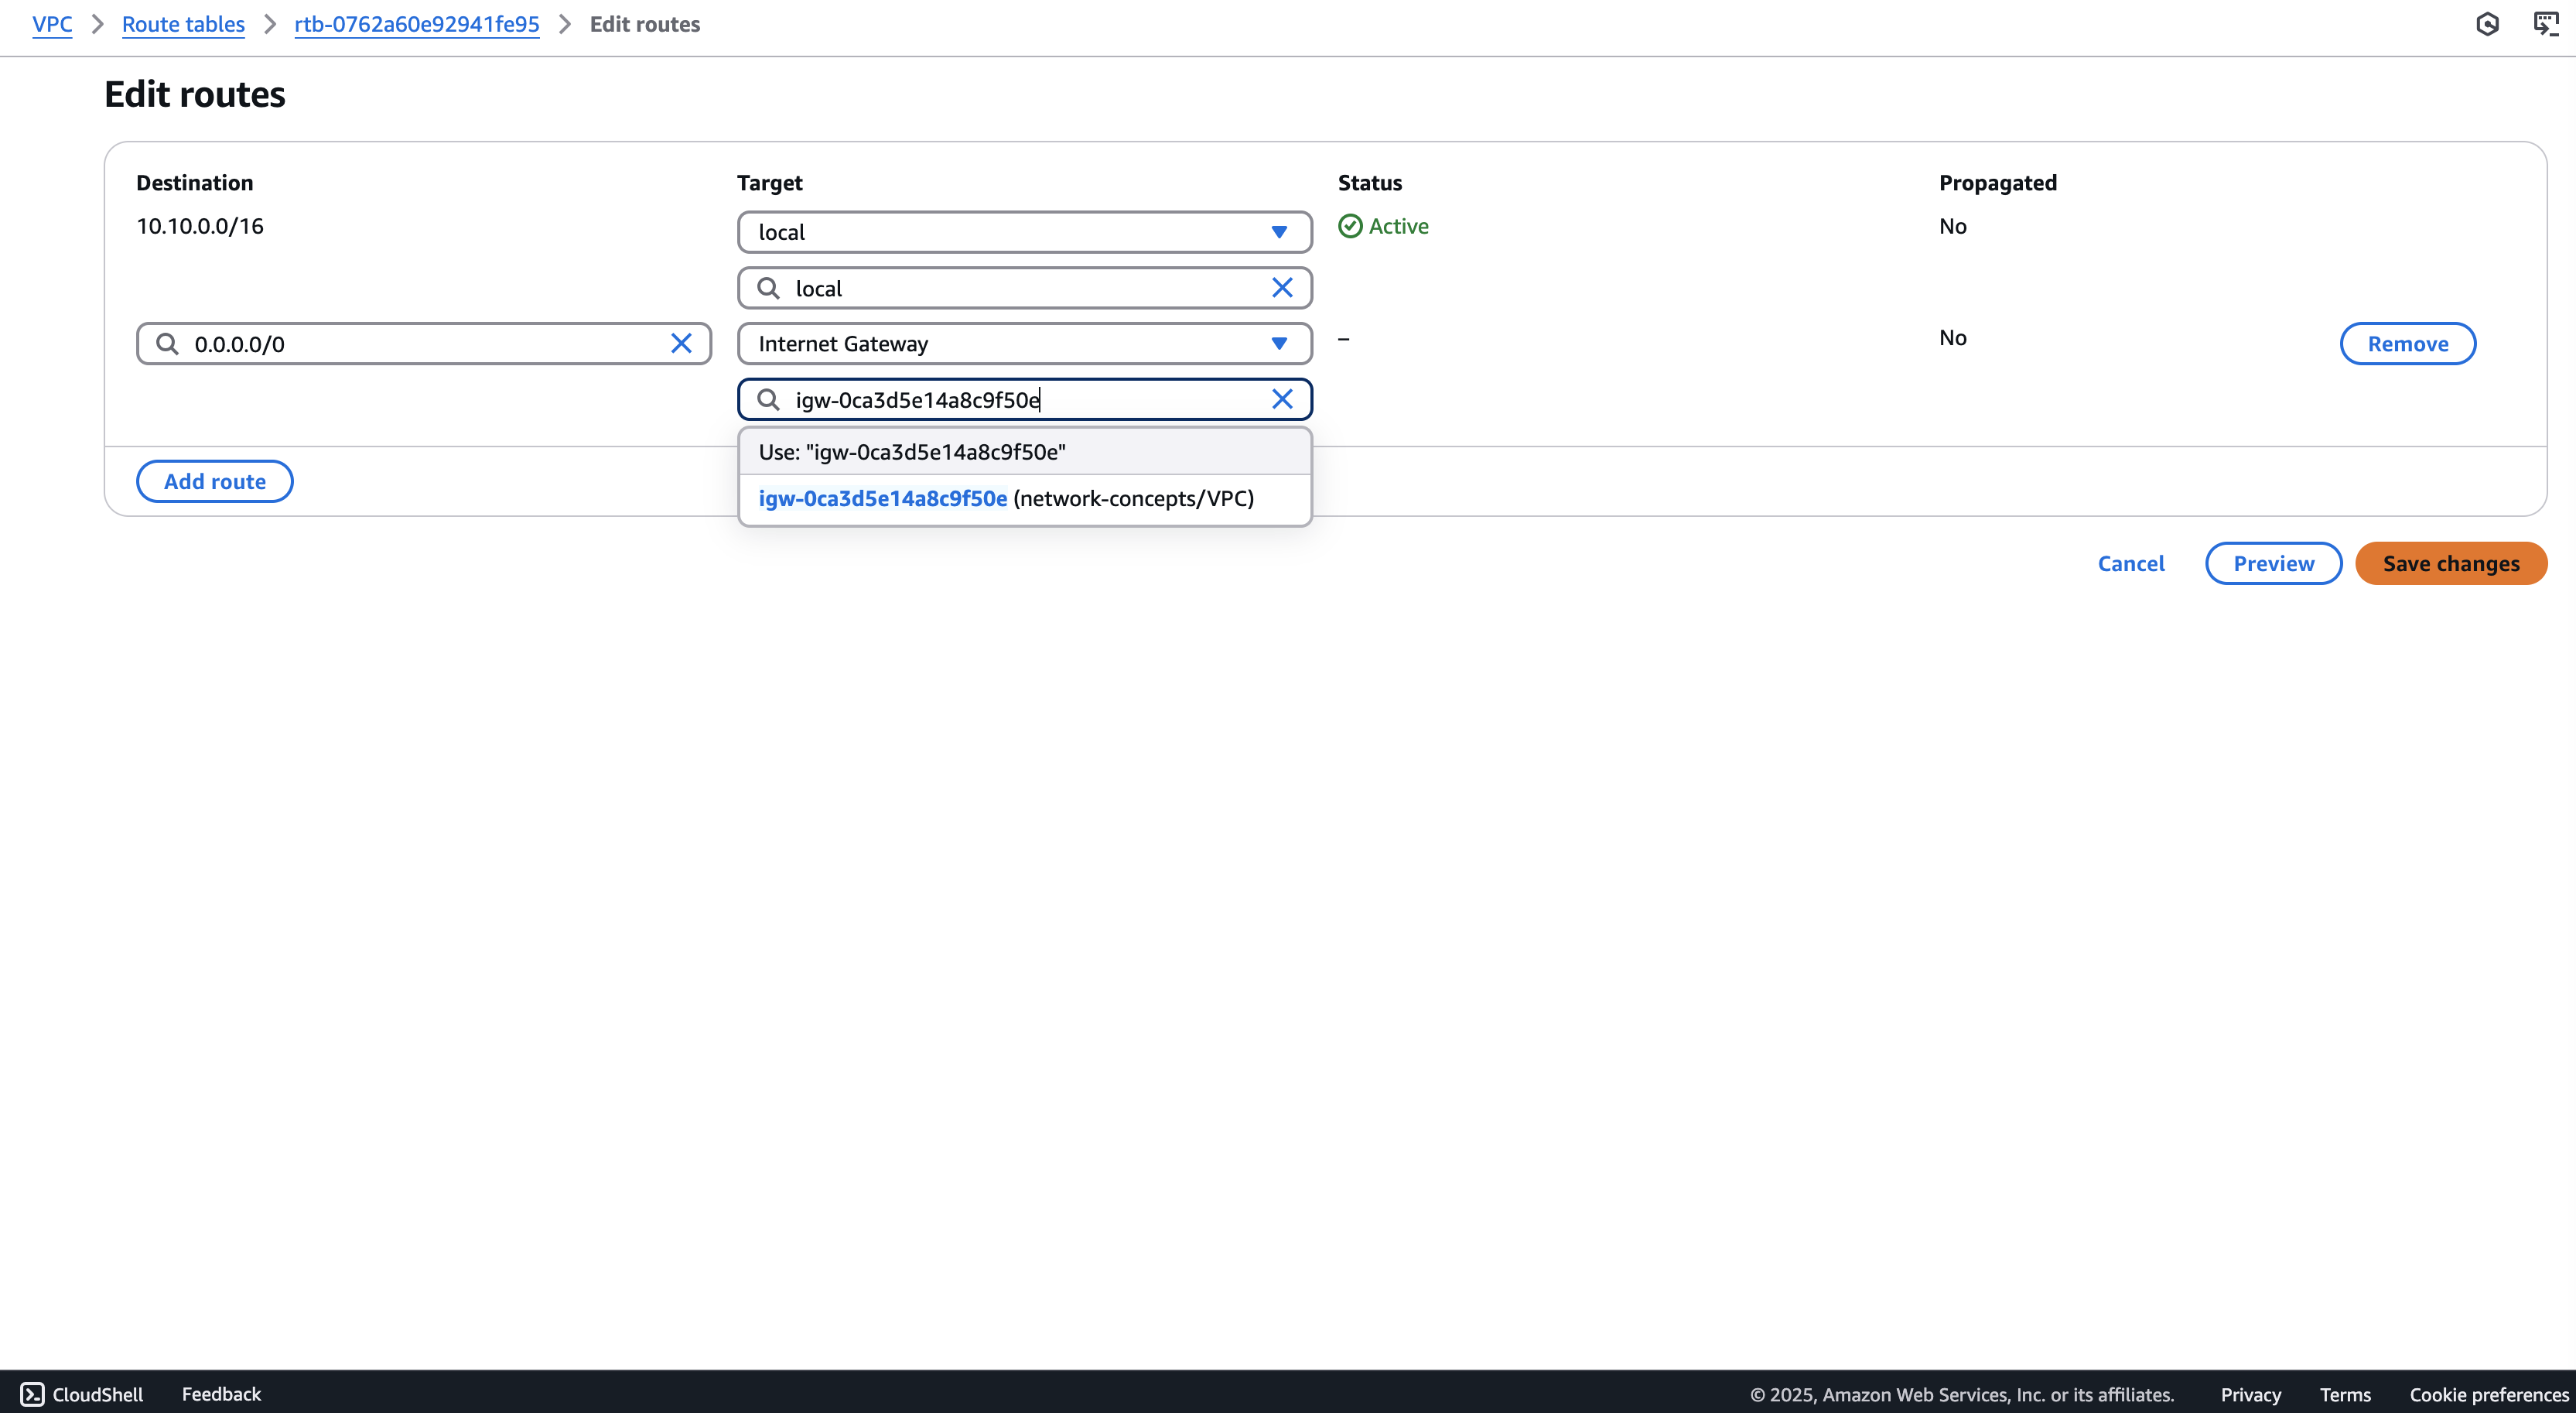 VPC > Route tables > rtb-0762a60e92941fe95 > Edit routes
Edit routes
Destination Target Status Propagated
10.10.0.0/16 local Active No
local
0.0.0.0/0 Internet Gateway – No Remove
igw-0ca3d5e14a8c9f50e
Use: "igw-0ca3d5e14a8c9f50e"
Add route
igw-0ca3d5e14a8c9f50e (network-concepts/VPC)
Cancel Preview Save changes
CloudShell Feedback © 2025, Amazon Web Services, Inc. or its affiliates. Privacy Terms Cookie preferences